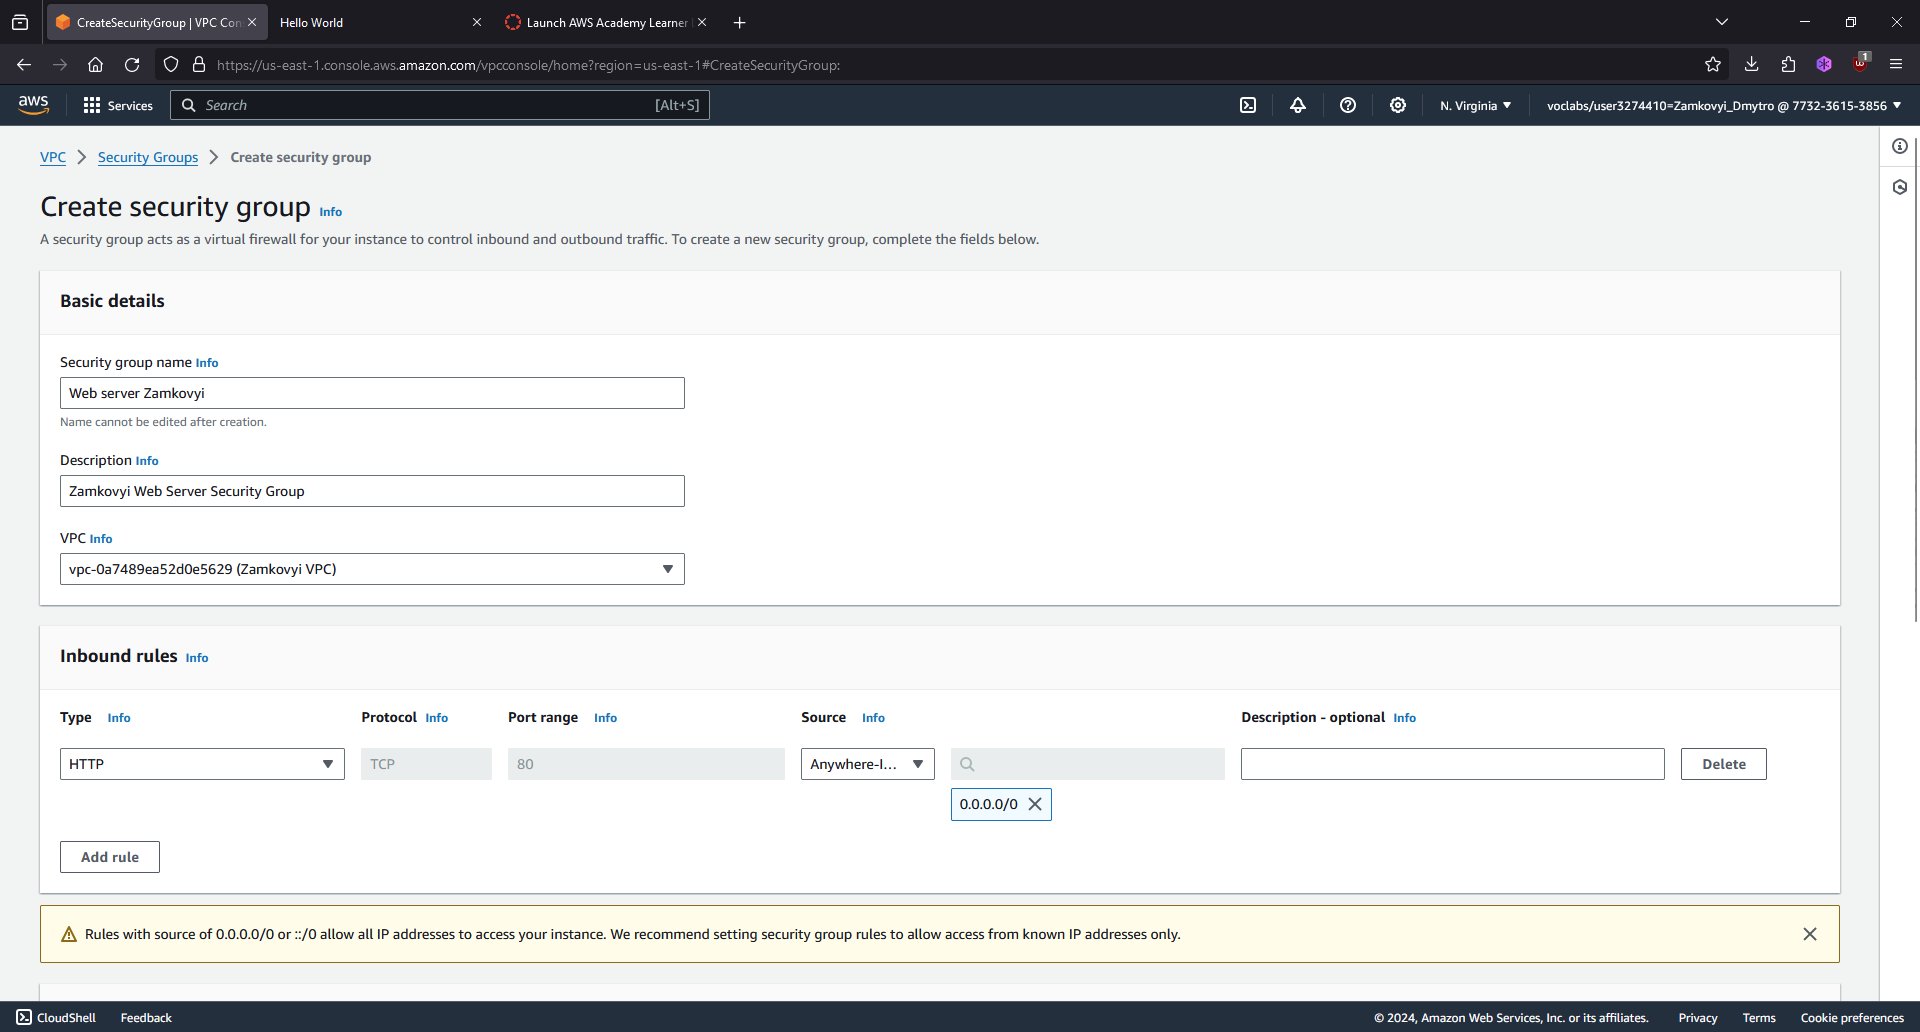 CreateSecurityGroup | VPC Con
Hello World
Launch AWS Academy Learner
https://us-east-1.console.aws.amazon.com/vpcconsole/home?region=us-east-1#CreateSecurityGroup:
1
aws
Services
Search
[Alt+S]
N. Virginia
voclabs/user3274410=Zamkovyi_Dmytro @ 7732-3615-3856
VPC
Security Groups
Create security group
Create security group Info
A security group acts as a virtual firewall for your instance to control inbound and outbound traffic. To create a new security group, complete the fields below.
Basic details
Security group name Info
Web server Zamkovyi
Name cannot be edited after creation.
Description Info
Zamkovyi Web Server Security Group
VPC Info
vpc-0a7489ea52d0e5629 (Zamkovyi VPC)
Inbound rules Info
Type Info
Protocol Info
Port range Info
Source Info
Description - optional Info
HTTP
TCP
80
Anywhere-I...
Delete
0.0.0.0/0
Add rule
Rules with source of 0.0.0.0/0 or ::/0 allow all IP addresses to access your instance. We recommend setting security group rules to allow access from known IP addresses only.
CloudShell
Feedback
© 2024, Amazon Web Services, Inc. or its affiliates.
Privacy
Terms
Cookie preferences